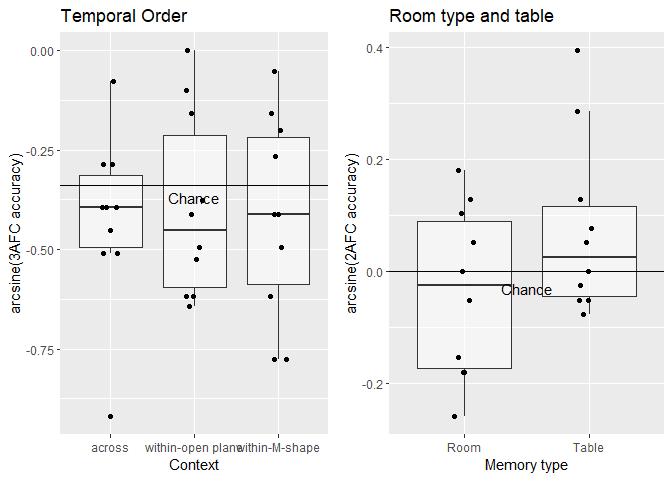 Temporal Order
arcsine(3AFC accuracy)
0.00
-0.25
-0.50
-0.75
Chance
across
within-open plane
within-M-shape
Context
Room type and table
arcsine(2AFC accuracy)
0.4
0.2
0.0
-0.2
Chance
Room
Table
Memory type